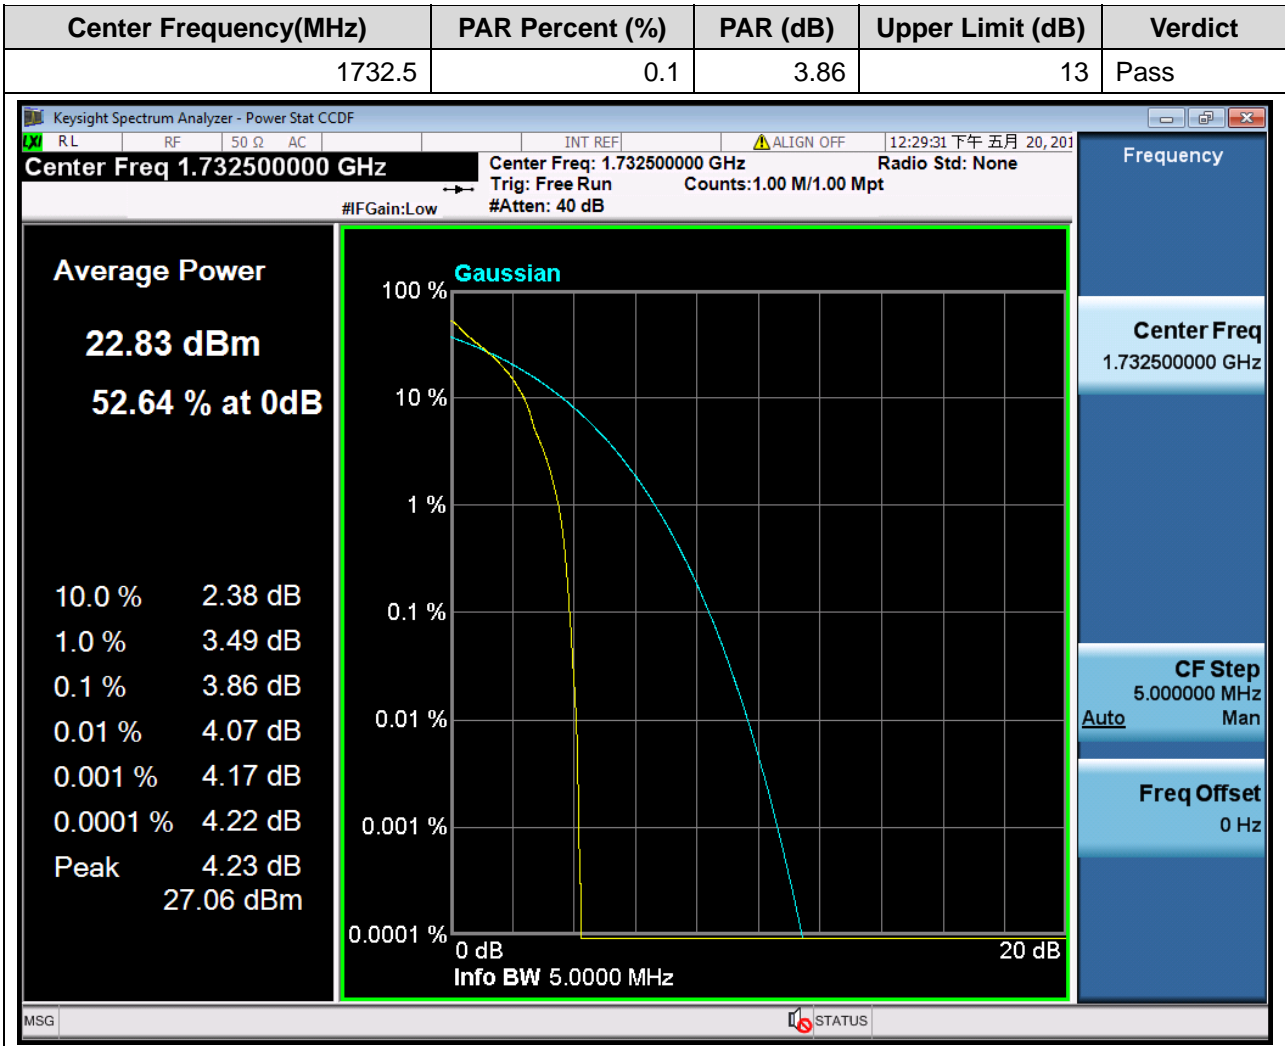 Center Frequency(MHz) PAR Percent (%) PAR (dB) Upper Limit (dB) Verdict
1732.5 0.1 3.86 13 Pass
Keysight Spectrum Analyzer - Power Stat CCDF
LXI RL RF 50 Ω AC INT REF ALIGN OFF 12:29:31 下午 五月 20, 201
Center Freq 1.732500000 GHz
Center Freq: 1.732500000 GHz Radio Std: None
Trig: Free Run Counts:1.00 M/1.00 Mpt
#IFGain:Low #Atten: 40 dB
Frequency
Average Power
22.83 dBm
52.64 % at 0dB
10.0 % 2.38 dB
1.0 % 3.49 dB
0.1 % 3.86 dB
0.01 % 4.07 dB
0.001 % 4.17 dB
0.0001 % 4.22 dB
Peak 4.23 dB
27.06 dBm
Gaussian
100 %
10 %
1 %
0.1 %
0.01 %
0.001 %
0.0001 %
0 dB 20 dB
Info BW 5.0000 MHz
Center Freq
1.732500000 GHz
CF Step
5.000000 MHz
Auto Man
Freq Offset
0 Hz
MSG STATUS